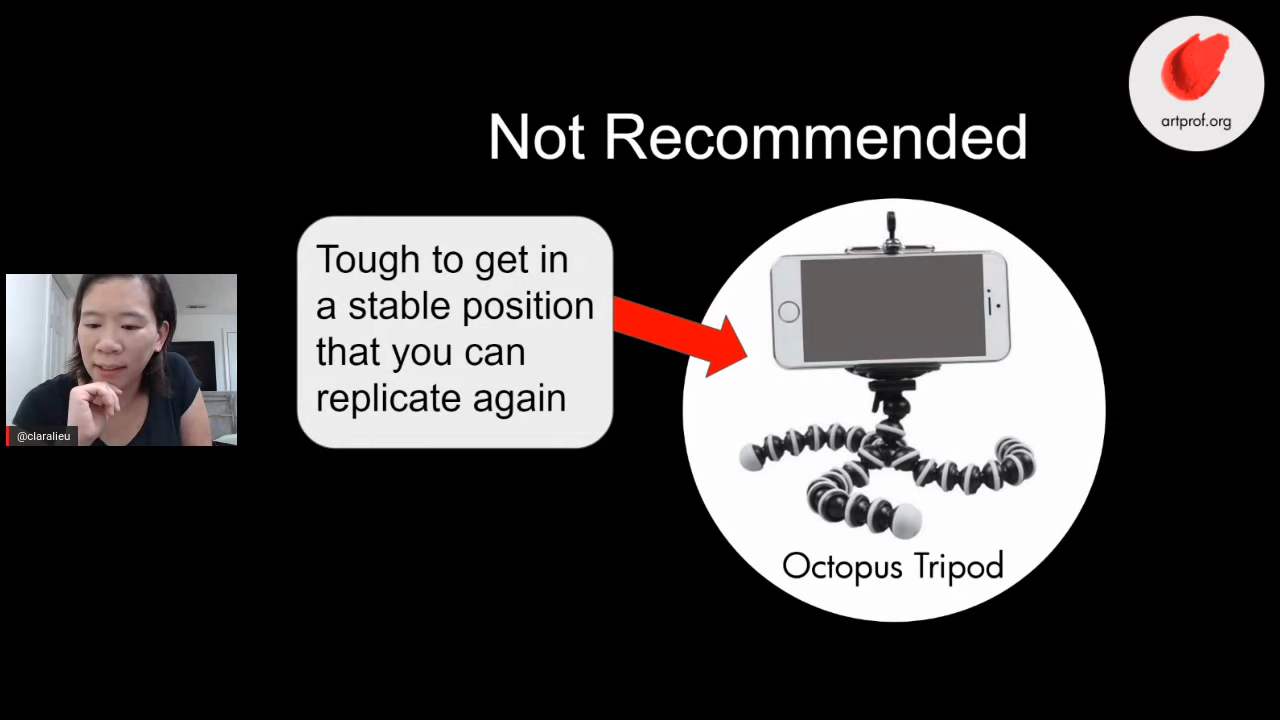 artprof.org
Not Recommended
Tough to get in
a stable position
that you can
replicate again
@claralieu
Octopus Tripod